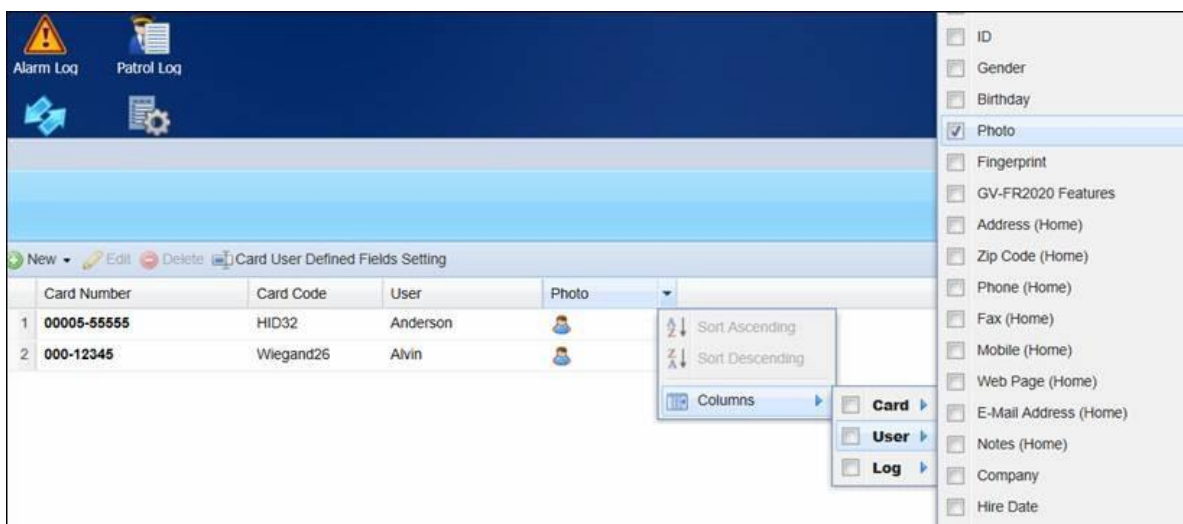 Alarm Log
Patrol Log
New
Edit
Delete
Card User Defined Fields Setting
Card Number
Card Code
User
Photo
1 00005-55555 HID32 Anderson
2 000-12345 Wiegand26 Alvin
Sort Ascending
Sort Descending
Columns
Card
User
Log
ID
Gender
Birthday
Photo
Fingerprint
GV-FR2020 Features
Address (Home)
Zip Code (Home)
Phone (Home)
Fax (Home)
Mobile (Home)
Web Page (Home)
E-Mail Address (Home)
Notes (Home)
Company
Hire Date